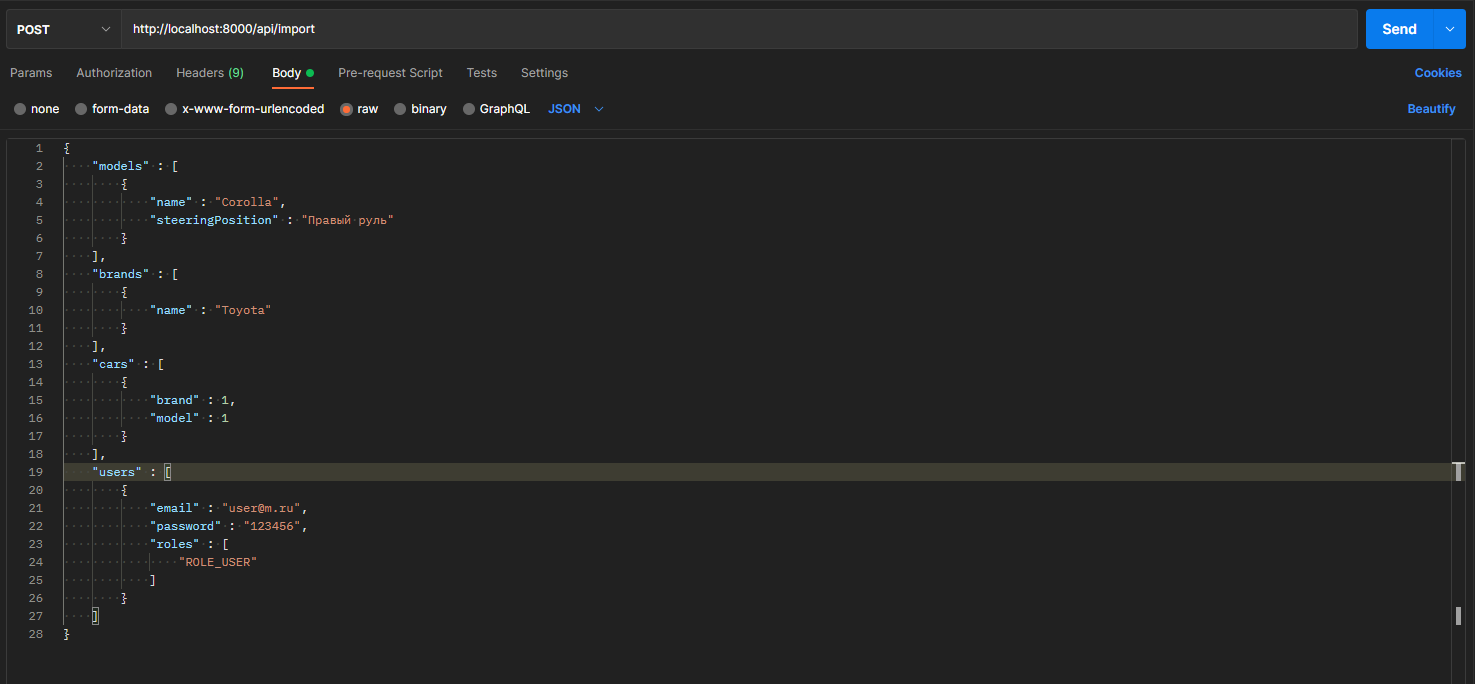 POST http://localhost:8000/api/import Send
Params Authorization Headers (9) Body Pre-request Script Tests Settings Cookies
none form-data x-www-form-urlencoded raw binary GraphQL JSON Beautify
1 {
2 "models" : [
3 {
4 "name" : "Corolla",
5 "steeringPosition" : "Правый руль"
6 }
7 ],
8 "brands" : [
9 {
10 "name" : "Toyota"
11 }
12 ],
13 "cars" : [
14 {
15 "brand" : 1,
16 "model" : 1
17 }
18 ],
19 "users" : [
20 {
21 "email" : "user@m.ru",
22 "password" : "123456",
23 "roles" : [
24 "ROLE_USER"
25 ]
26 }
27 ]
28 }